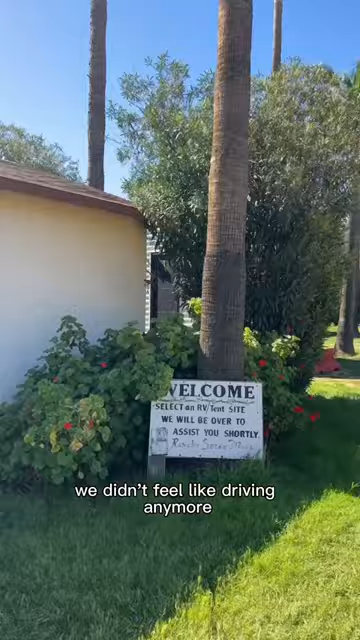 WELCOME
SELECT an RV/Tent SITE
WE WILL BE OVER TO
ASSIST YOU SHORTLY.
we didn't feel like driving
anymore